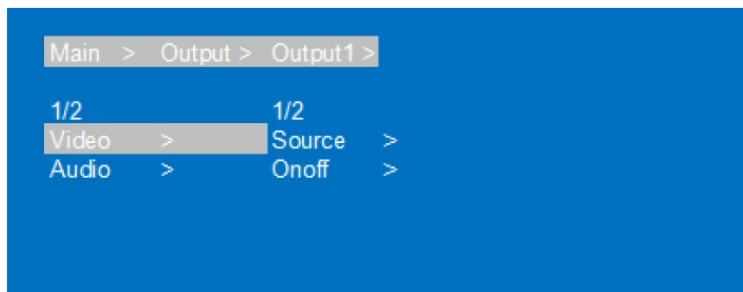 Main > Output > Output1 >
1/2 1/2
Video > Source >
Audio > Onoff >